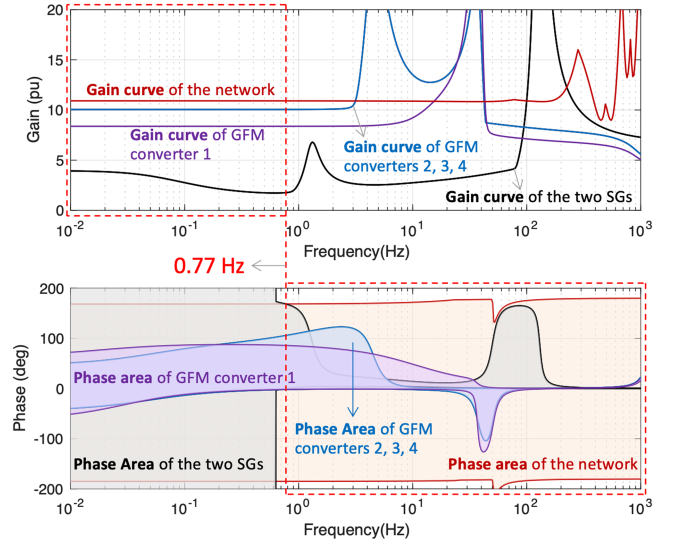 20
15
10
5
0
Gain (pu)
Gain curve of the network
Gain curve of GFM
converter 1
Gain curve of GFM
converters 2, 3, 4
Gain curve of the two SGs
10^-2
10^-1
10^0
10^1
10^2
10^3
Frequency(Hz)
0.77 Hz
200
100
0
-100
-200
Phase (deg)
Phase area of GFM converter 1
Phase Area of GFM
converters 2, 3, 4
Phase Area of the two SGs
Phase area of the network
10^-2
10^-1
10^0
10^1
10^2
10^3
Frequency(Hz)